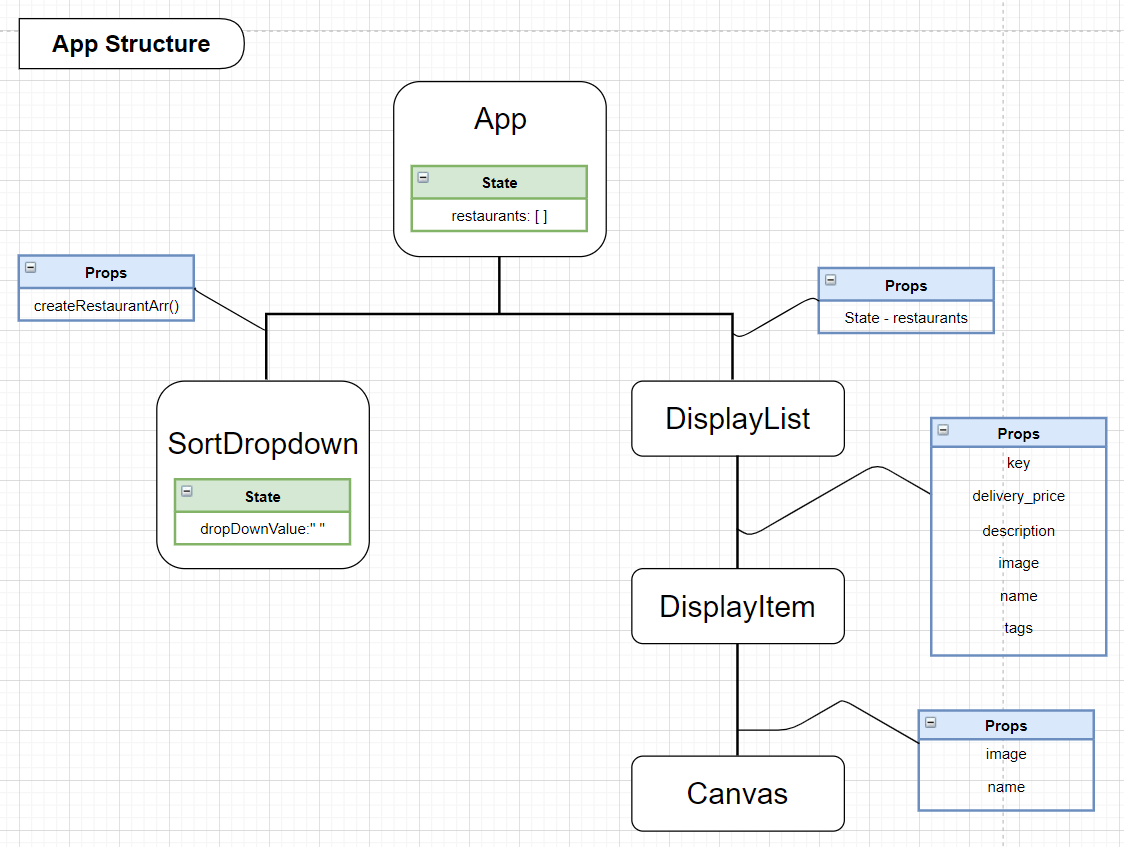 App Structure
App
State
restaurants: [ ]
Props
createRestaurantArr()
Props
State - restaurants
SortDropdown
State
dropDownValue:" "
DisplayList
Props
key
delivery_price
description
image
name
tags
DisplayItem
Props
image
name
Canvas